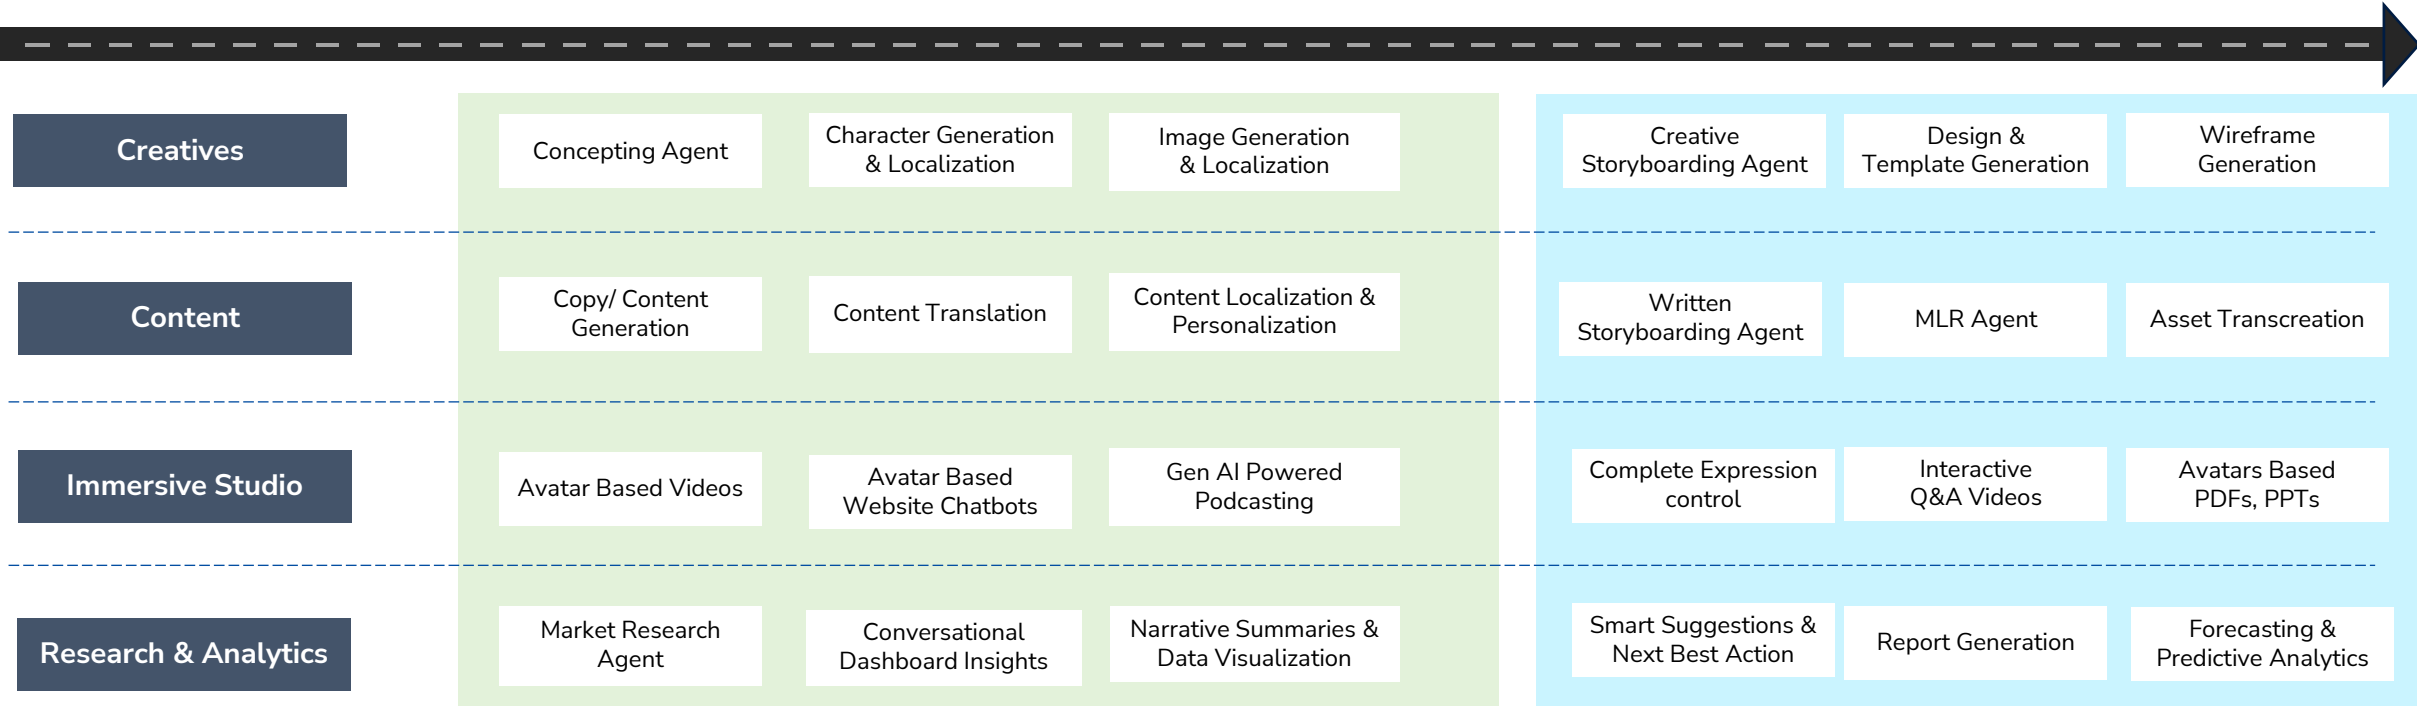 Creatives
Concepting Agent
Character Generation
& Localization
Image Generation
& Localization
Creative
Storyboarding Agent
Design &
Template Generation
Wireframe
Generation
Content
Copy/ Content
Generation
Content Translation
Content Localization &
Personalization
Written
Storyboarding Agent
MLR Agent
Asset Transcreation
Immersive Studio
Avatar Based Videos
Avatar Based
Website Chatbots
Gen AI Powered
Podcasting
Complete Expression
control
Interactive
Q&A Videos
Avatars Based
PDFs, PPTs
Research & Analytics
Market Research
Agent
Conversational
Dashboard Insights
Narrative Summaries &
Data Visualization
Smart Suggestions &
Next Best Action
Report Generation
Forecasting &
Predictive Analytics